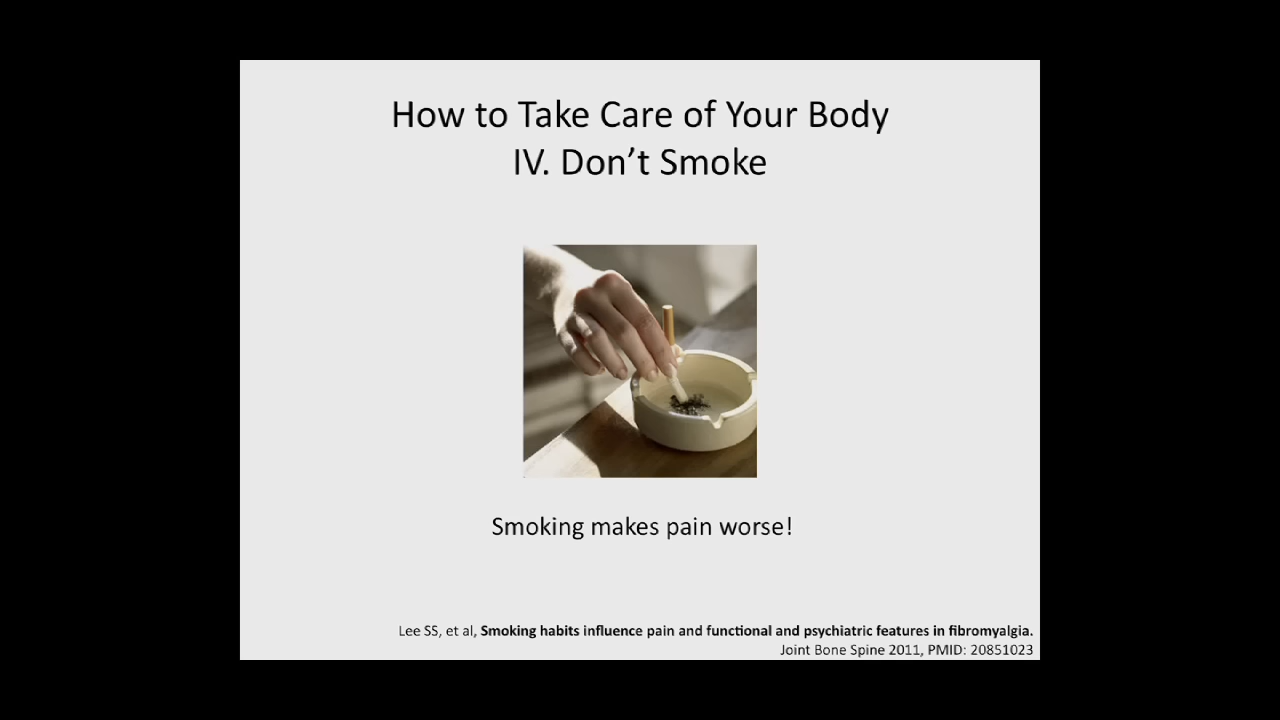 How to Take Care of Your Body
IV. Don’t Smoke
Smoking makes pain worse!
Lee SS, et al, Smoking habits influence pain and functional and psychiatric features in fibromyalgia.
Joint Bone Spine 2011, PMID: 20851023